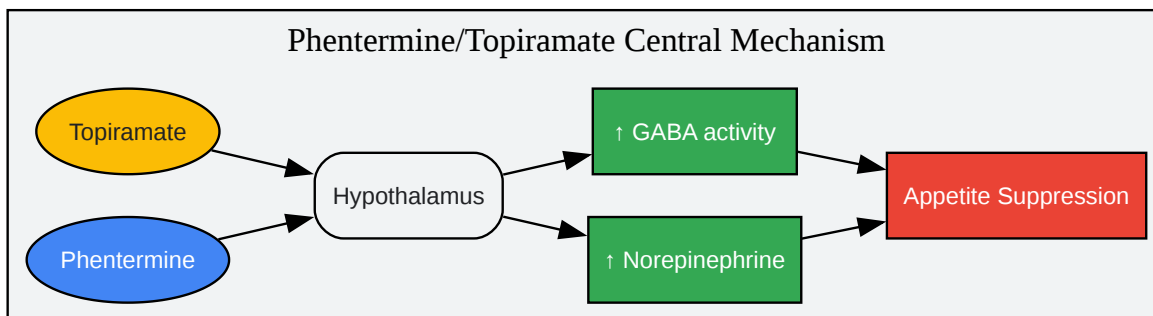 Phentermine/Topiramate Central Mechanism
Topiramate
Phentermine
Hypothalamus
↑ GABA activity
↑ Norepinephrine
Appetite Suppression